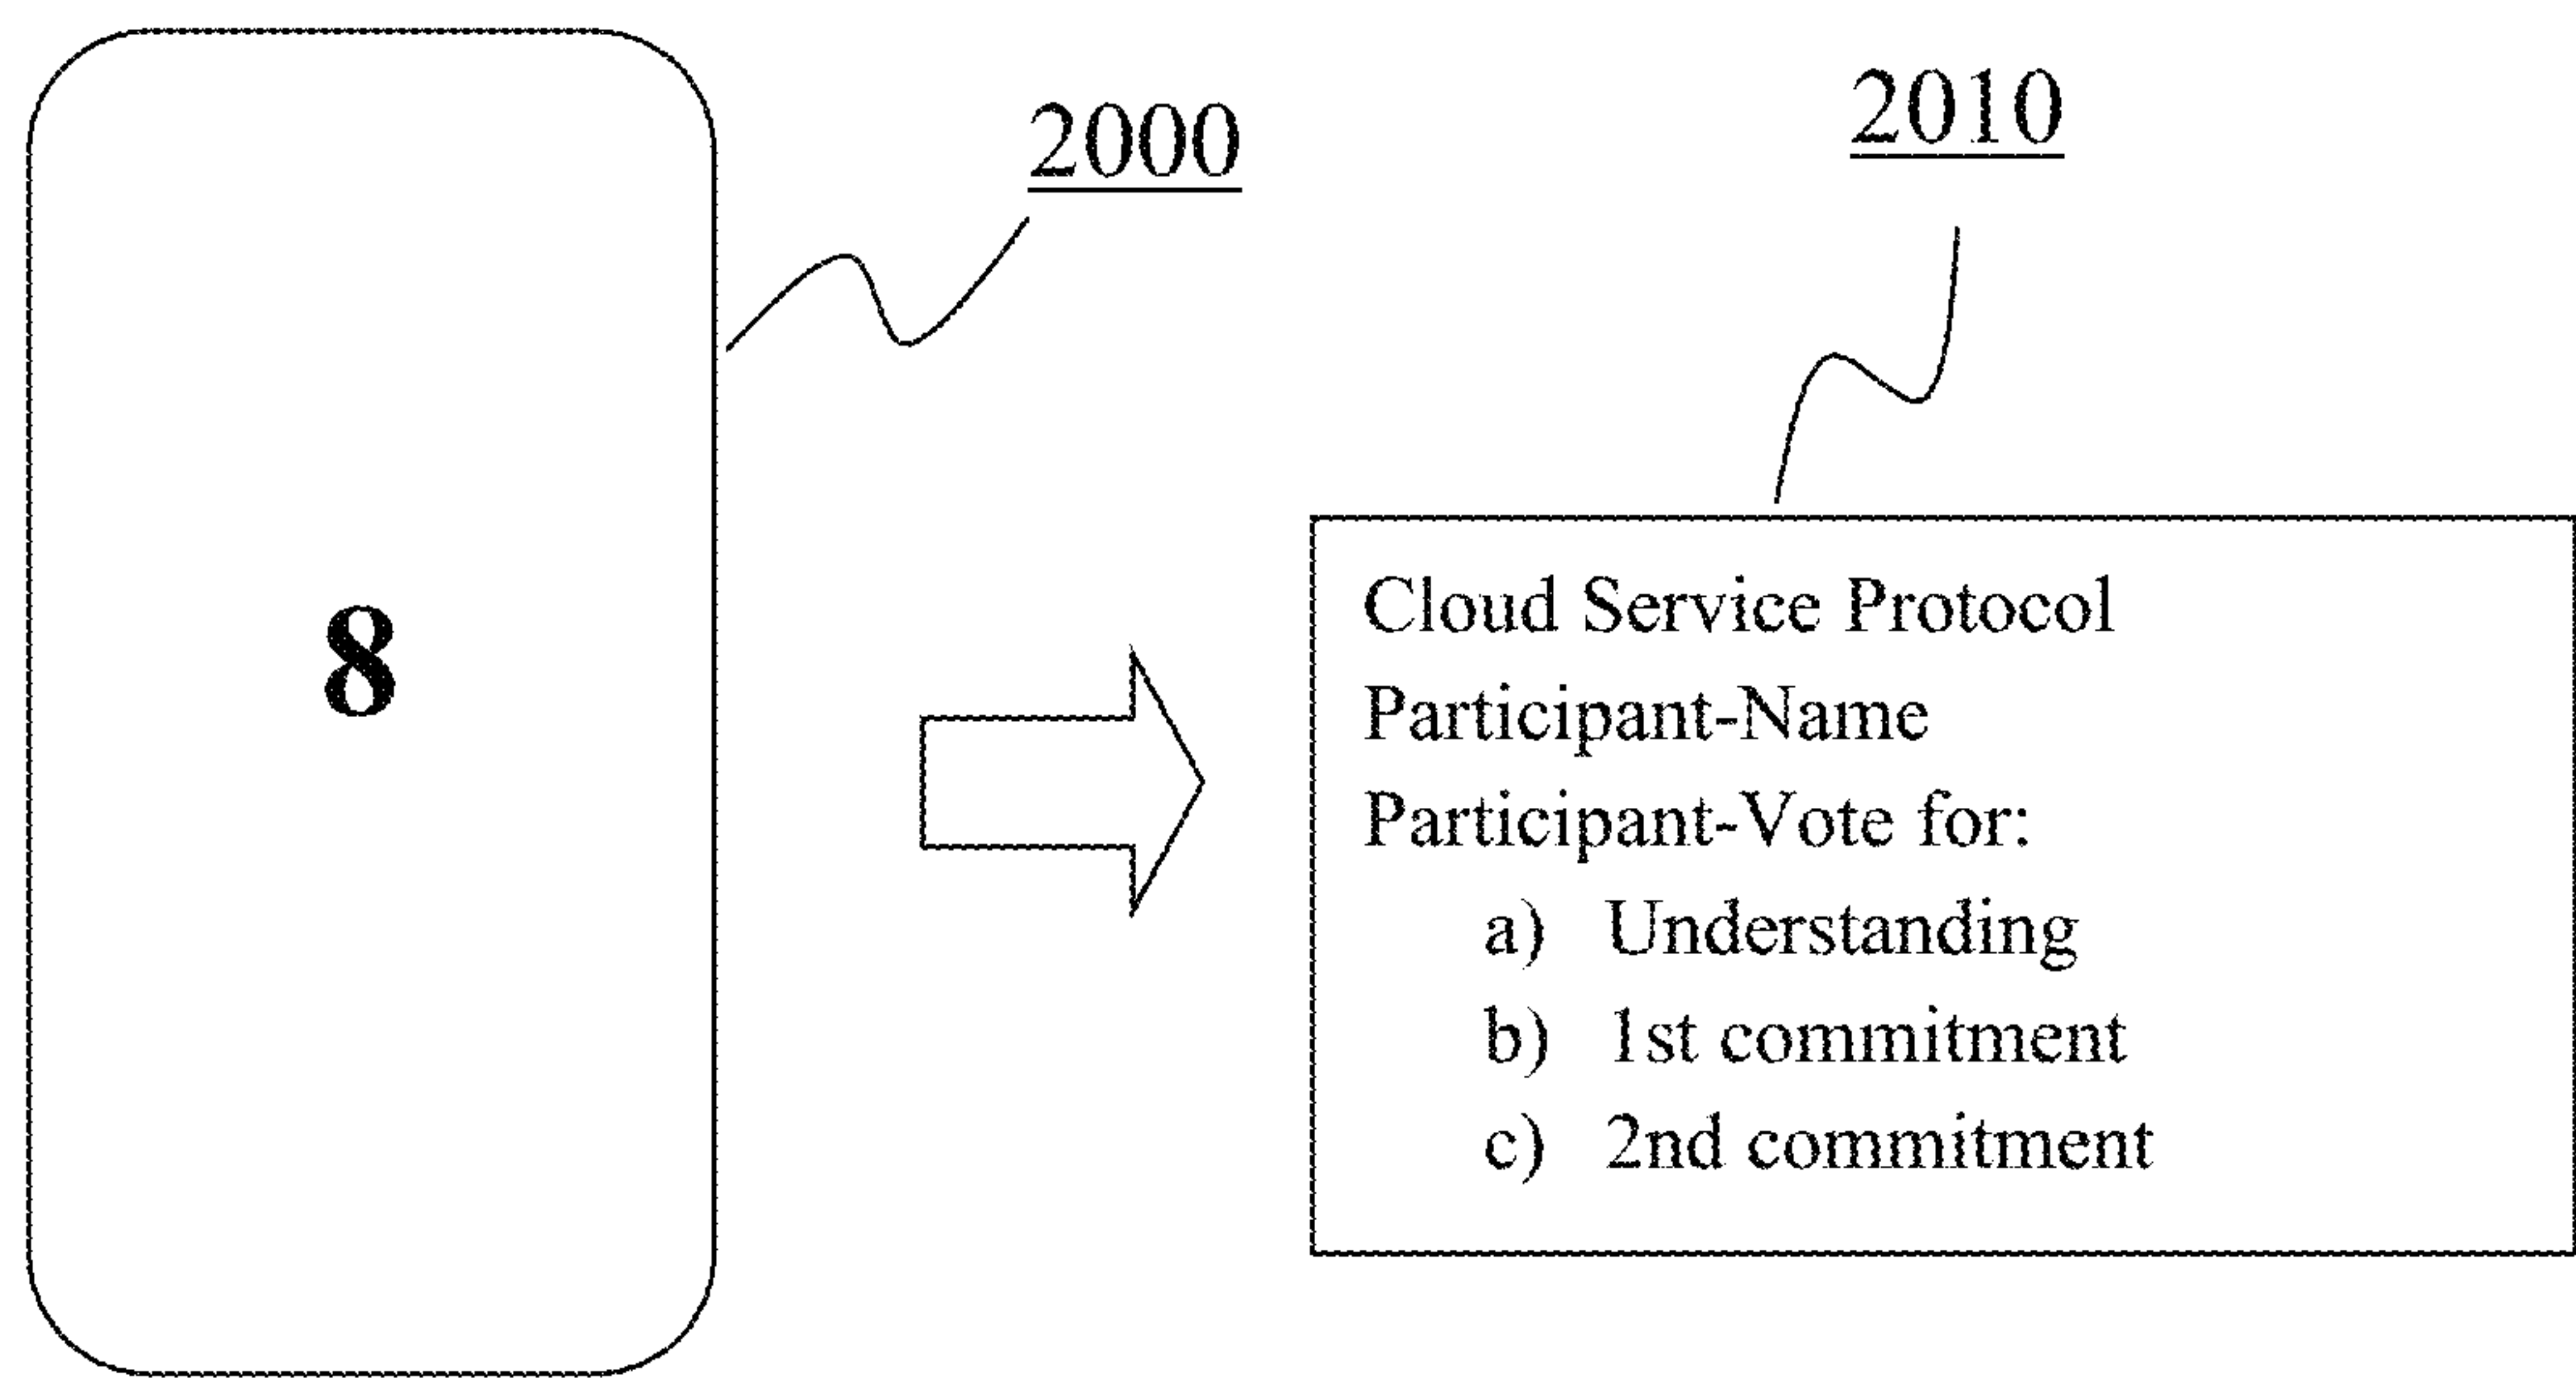 2000
2010
8
Cloud Service Protocol
Participant-Name
Participant-Vote for:
a) Understanding
b) 1st commitment
c) 2nd commitment